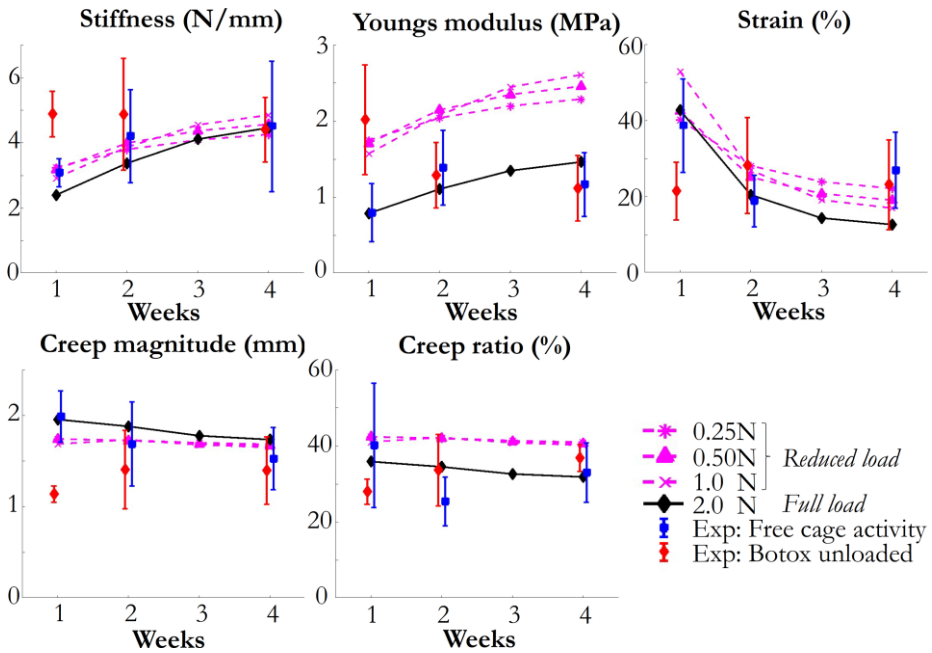 Stiffness (N/mm)
6
4
2
0
1 2 3 4
Weeks
Youngs modulus (MPa)
3
2
1
0
1 2 3 4
Weeks
Strain (%)
60
40
20
0
1 2 3 4
Weeks
Creep magnitude (mm)
2
1
0
1 2 3 4
Weeks
Creep ratio (%)
60
40
20
0
1 2 3 4
Weeks
0.25N
0.50N
1.0 N
Reduced load
2.0 N Full load
Exp: Free cage activity
Exp: Botox unloaded